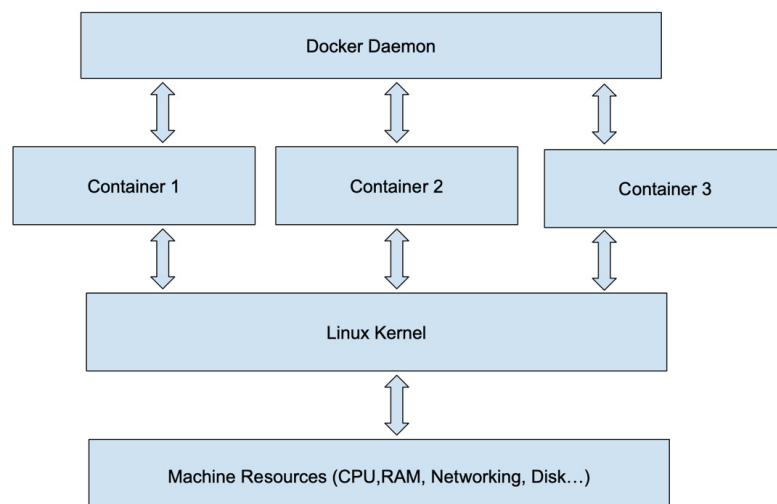 Docker Daemon
Container 1
Container 2
Container 3
Linux Kernel
Machine Resources (CPU,RAM, Networking, Disk...)